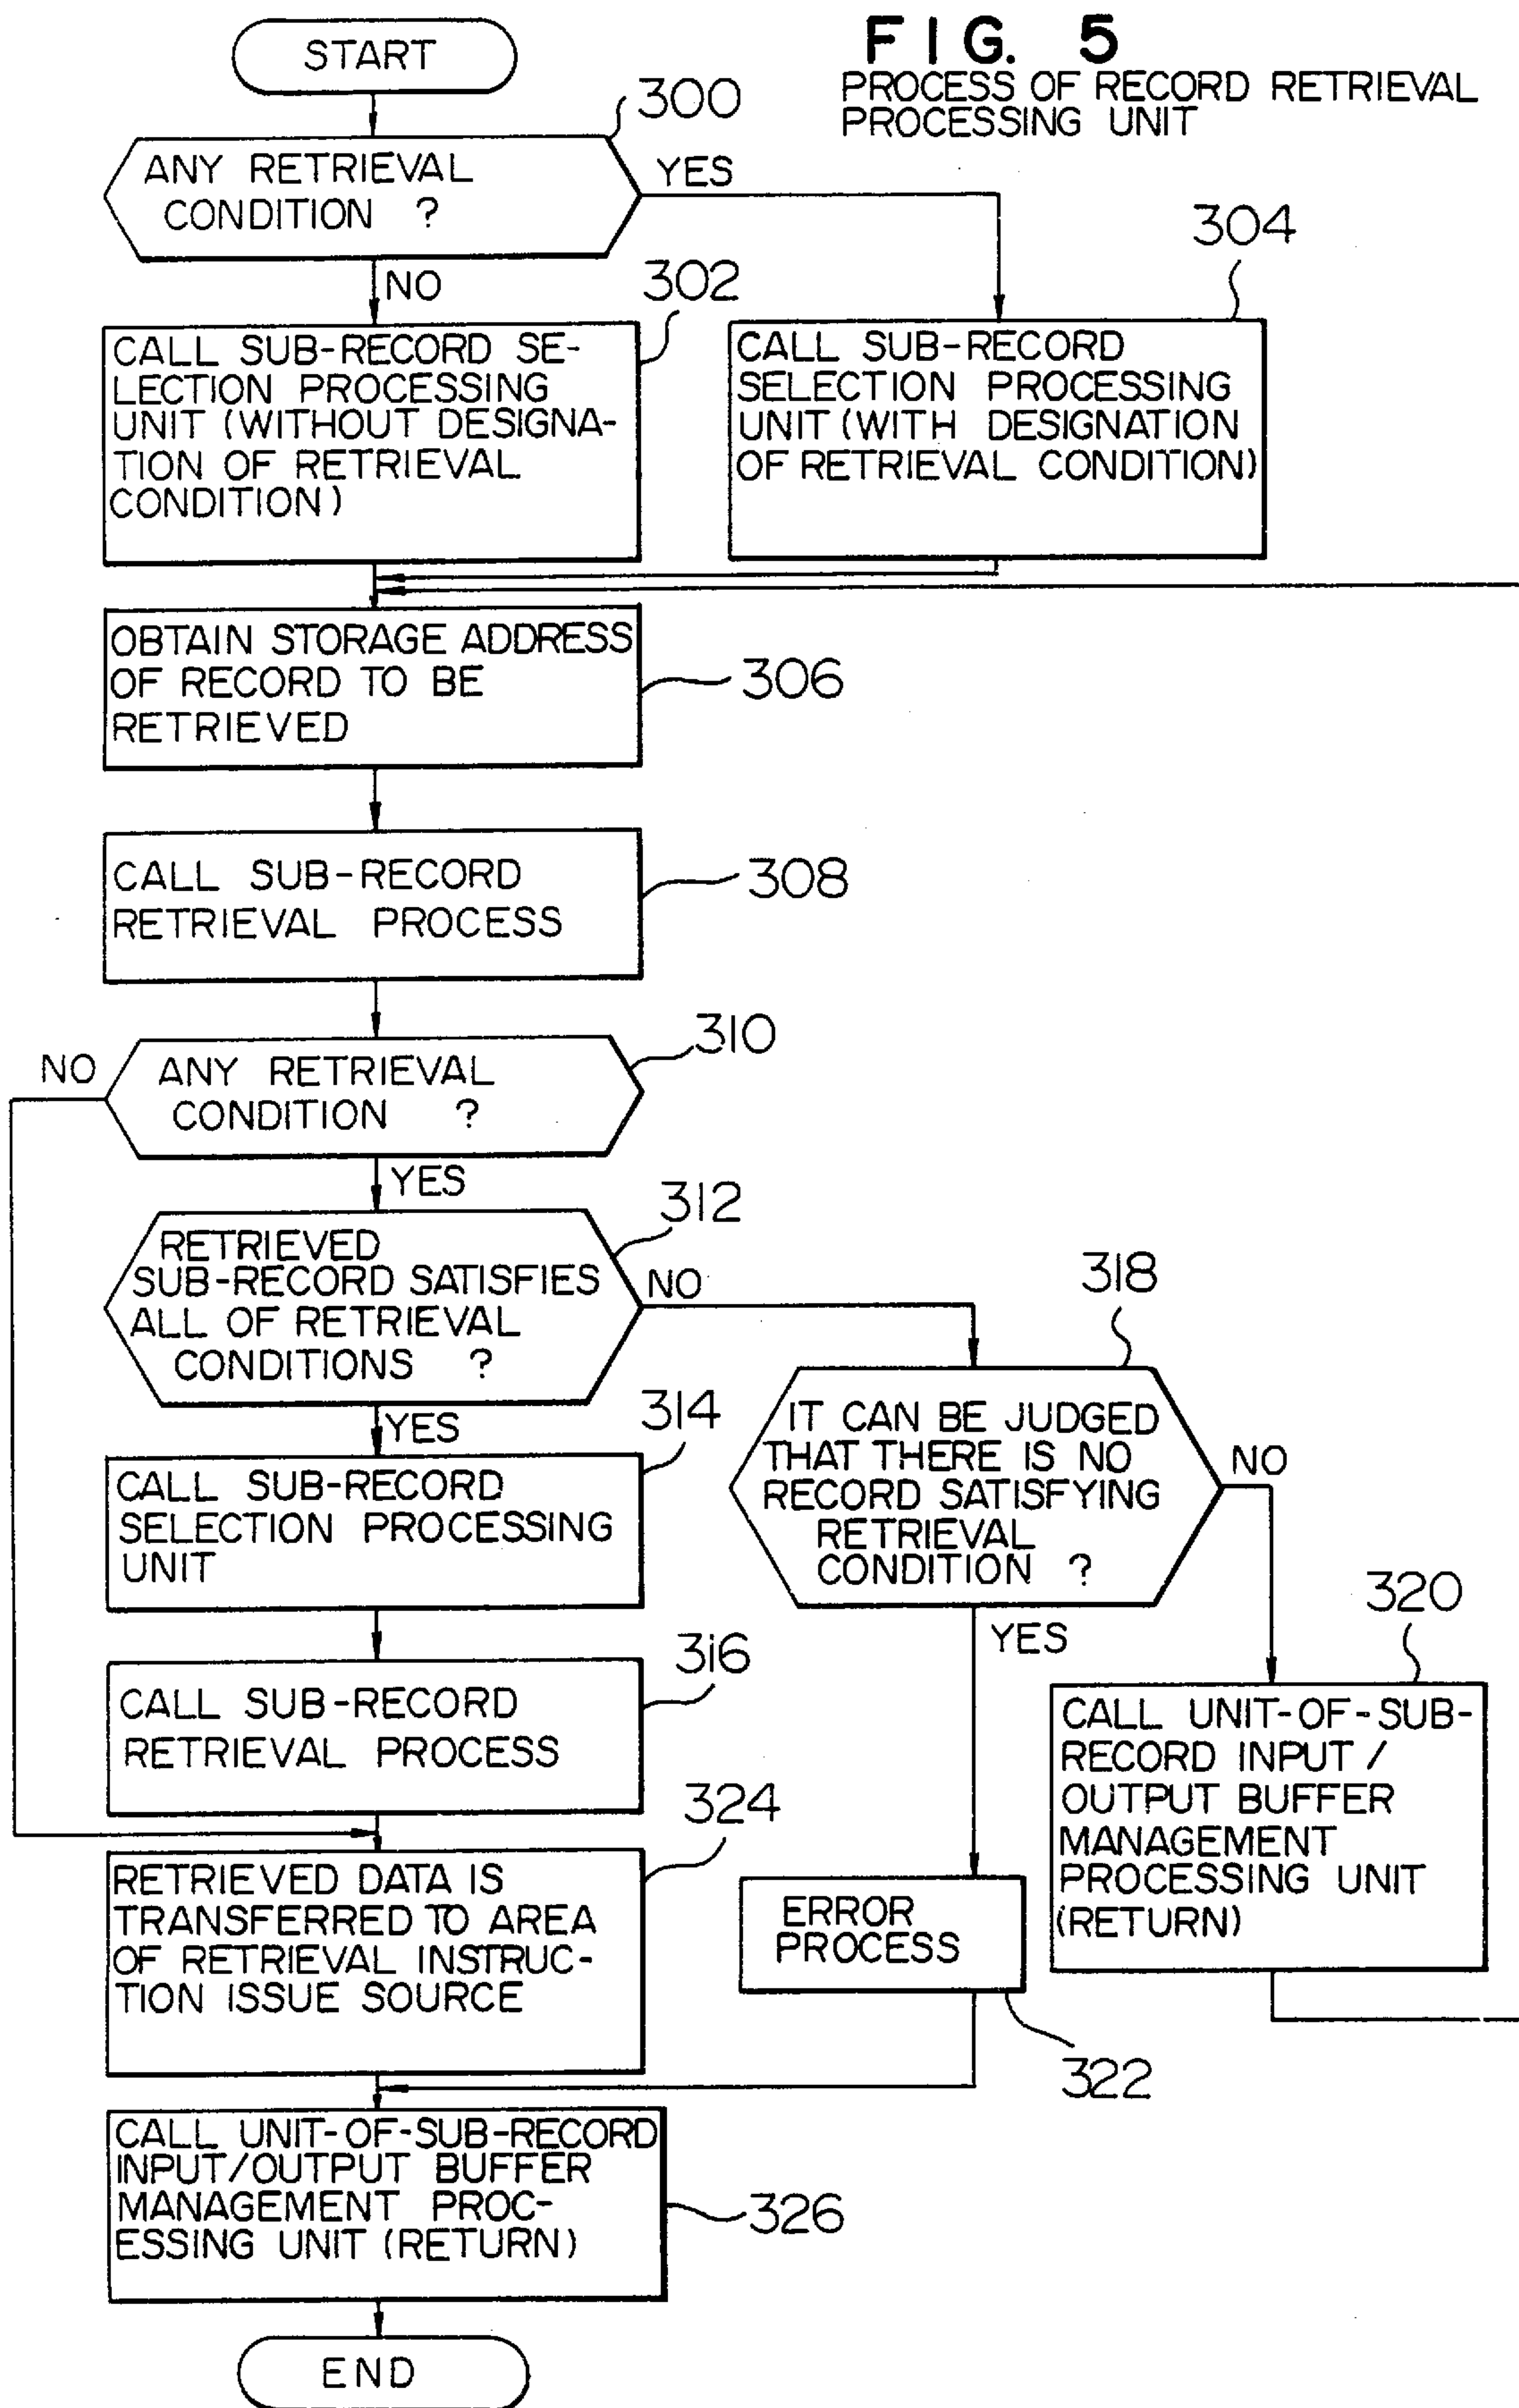 FIG. 5
PROCESS OF RECORD RETRIEVAL
PROCESSING UNIT
START
300
ANY RETRIEVAL
CONDITION ?
YES
NO
302
304
CALL SUB-RECORD SE-
LECTION PROCESSING
UNIT (WITHOUT DESIGNA-
TION OF RETRIEVAL
CONDITION)
CALL SUB-RECORD
SELECTION PROCESSING
UNIT (WITH DESIGNATION
OF RETRIEVAL CONDITION)
OBTAIN STORAGE ADDRESS
OF RECORD TO BE
RETRIEVED
306
CALL SUB-RECORD
RETRIEVAL PROCESS
308
310
NO
ANY RETRIEVAL
CONDITION ?
YES
312
RETRIEVED
SUB-RECORD SATISFIES
ALL OF RETRIEVAL
CONDITIONS ?
NO
318
YES
IT CAN BE JUDGED
THAT THERE IS NO
RECORD SATISFYING
RETRIEVAL
CONDITION ?
NO
YES
314
CALL SUB-RECORD
SELECTION PROCESSING
UNIT
316
CALL SUB-RECORD
RETRIEVAL PROCESS
320
CALL UNIT-OF-SUB-
RECORD INPUT /
OUTPUT BUFFER
MANAGEMENT
PROCESSING UNIT
(RETURN)
324
RETRIEVED DATA IS
TRANSFERRED TO AREA
OF RETRIEVAL INSTRUC-
TION ISSUE SOURCE
ERROR
PROCESS
322
CALL UNIT-OF-SUB-RECORD
INPUT/OUTPUT BUFFER
MANAGEMENT PROC-
ESSING UNIT (RETURN)
326
END